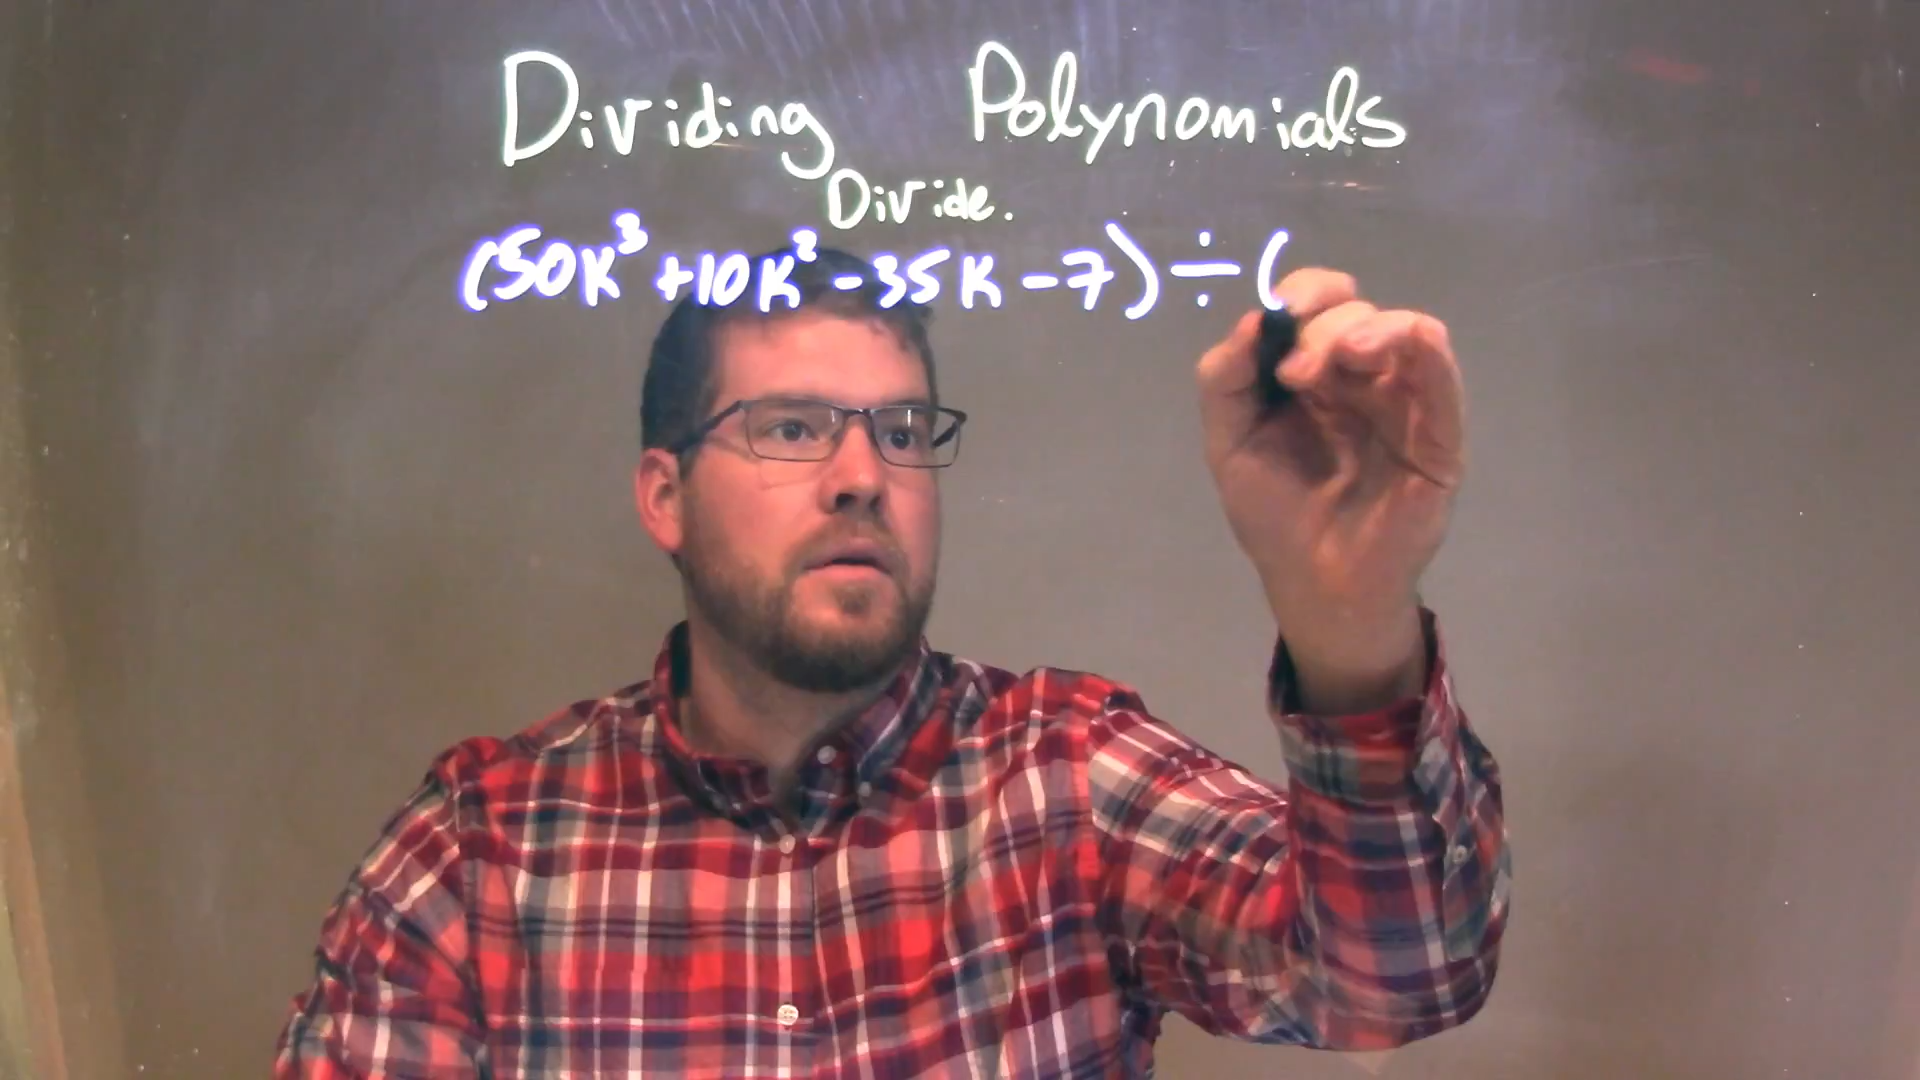 Dividing Polynomials
Divide.
(50k³ +10k² -35k -7) ÷ (